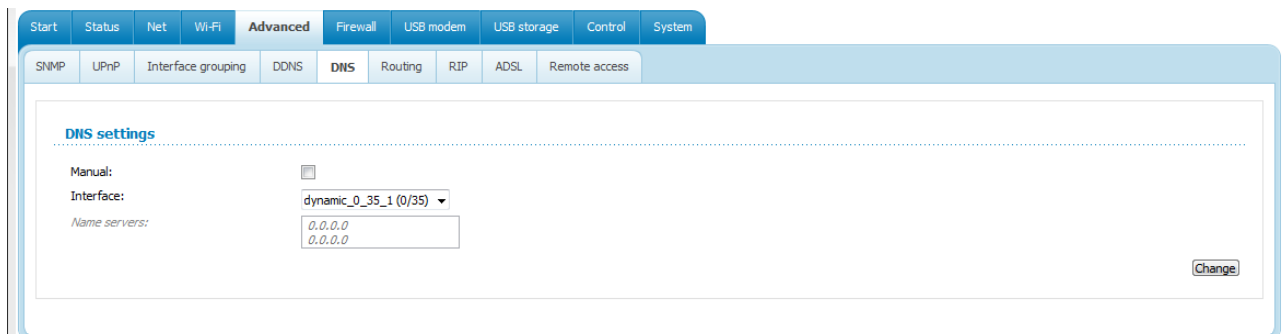 Start Status Net Wi-Fi Advanced Firewall USB modem USB storage Control System
SNMP UPnP Interface grouping DDNS DNS Routing RIP ADSL Remote access
DNS settings
Manual:
Interface: dynamic_0_35_1 (0/35)
Name servers: 0.0.0.0
0.0.0.0
Change